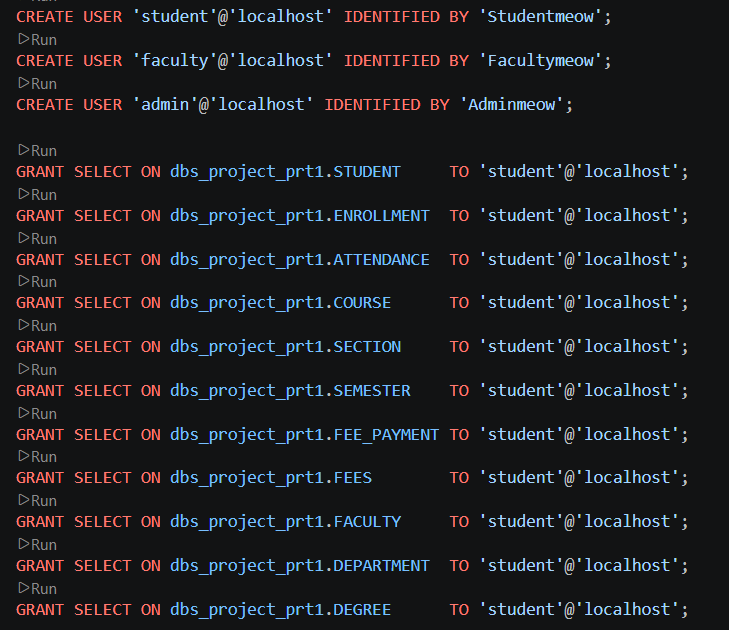 CREATE USER 'student'@'localhost' IDENTIFIED BY 'Studentmeow';
▷Run
CREATE USER 'faculty'@'localhost' IDENTIFIED BY 'Facultymeow';
▷Run
CREATE USER 'admin'@'localhost' IDENTIFIED BY 'Adminmeow';
▷Run
GRANT SELECT ON dbs_project_prt1.STUDENT     TO 'student'@'localhost';
▷Run
GRANT SELECT ON dbs_project_prt1.ENROLLMENT  TO 'student'@'localhost';
▷Run
GRANT SELECT ON dbs_project_prt1.ATTENDANCE  TO 'student'@'localhost';
▷Run
GRANT SELECT ON dbs_project_prt1.COURSE      TO 'student'@'localhost';
▷Run
GRANT SELECT ON dbs_project_prt1.SECTION     TO 'student'@'localhost';
▷Run
GRANT SELECT ON dbs_project_prt1.SEMESTER    TO 'student'@'localhost';
▷Run
GRANT SELECT ON dbs_project_prt1.FEE_PAYMENT TO 'student'@'localhost';
▷Run
GRANT SELECT ON dbs_project_prt1.FEES        TO 'student'@'localhost';
▷Run
GRANT SELECT ON dbs_project_prt1.FACULTY     TO 'student'@'localhost';
▷Run
GRANT SELECT ON dbs_project_prt1.DEPARTMENT  TO 'student'@'localhost';
▷Run
GRANT SELECT ON dbs_project_prt1.DEGREE      TO 'student'@'localhost';